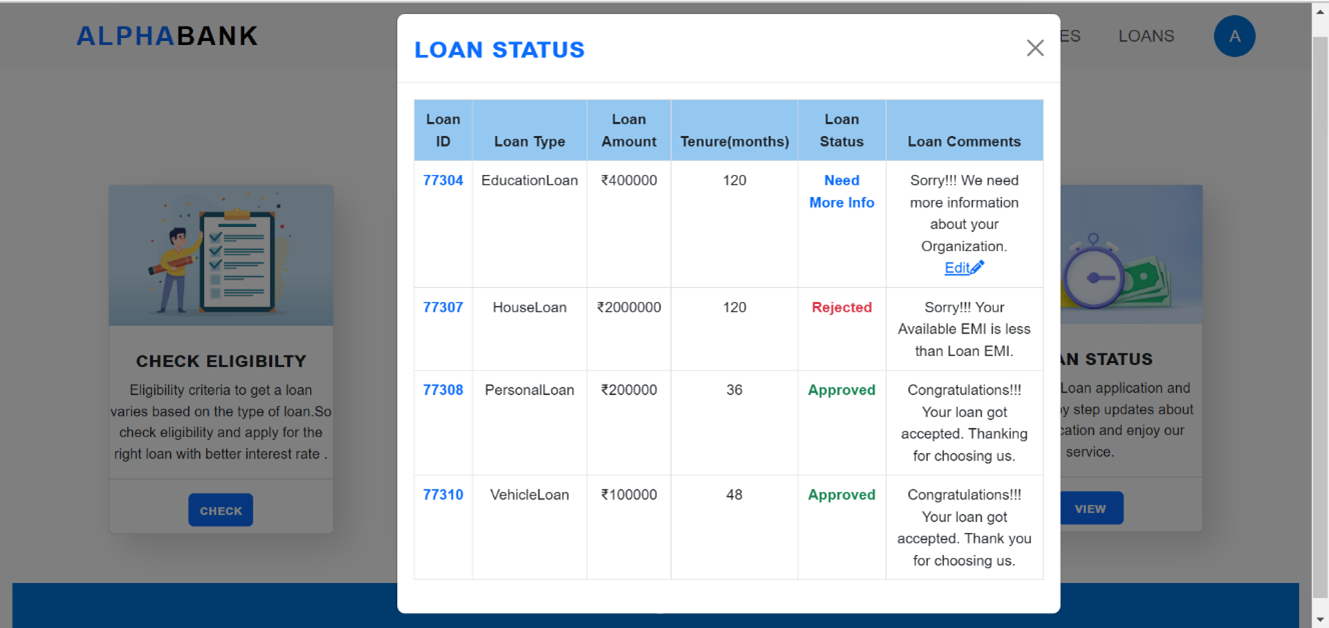 ALPHABANK
LOANS
A
LOAN STATUS
Loan
ID
Loan Type
Loan
Amount
Tenure(months)
Loan
Status
Loan Comments
77304
EducationLoan
₹400000
120
Need
More Info
Sorry!!! We need
more information
about your
Organization.
Edit
77307
HouseLoan
₹2000000
120
Rejected
Sorry!!! Your
Available EMI is less
than Loan EMI.
77308
PersonalLoan
₹200000
36
Approved
Congratulations!!!
Your loan got
accepted. Thanking
for choosing us.
77310
VehicleLoan
₹100000
48
Approved
Congratulations!!!
Your loan got
accepted. Thank you
for choosing us.
CHECK ELIGIBILTY
Eligibility criteria to get a loan
varies based on the type of loan.So
check eligibility and apply for the
right loan with better interest rate .
CHECK
STATUS
Loan application and
step updates about
and enjoy our
service.
VIEW